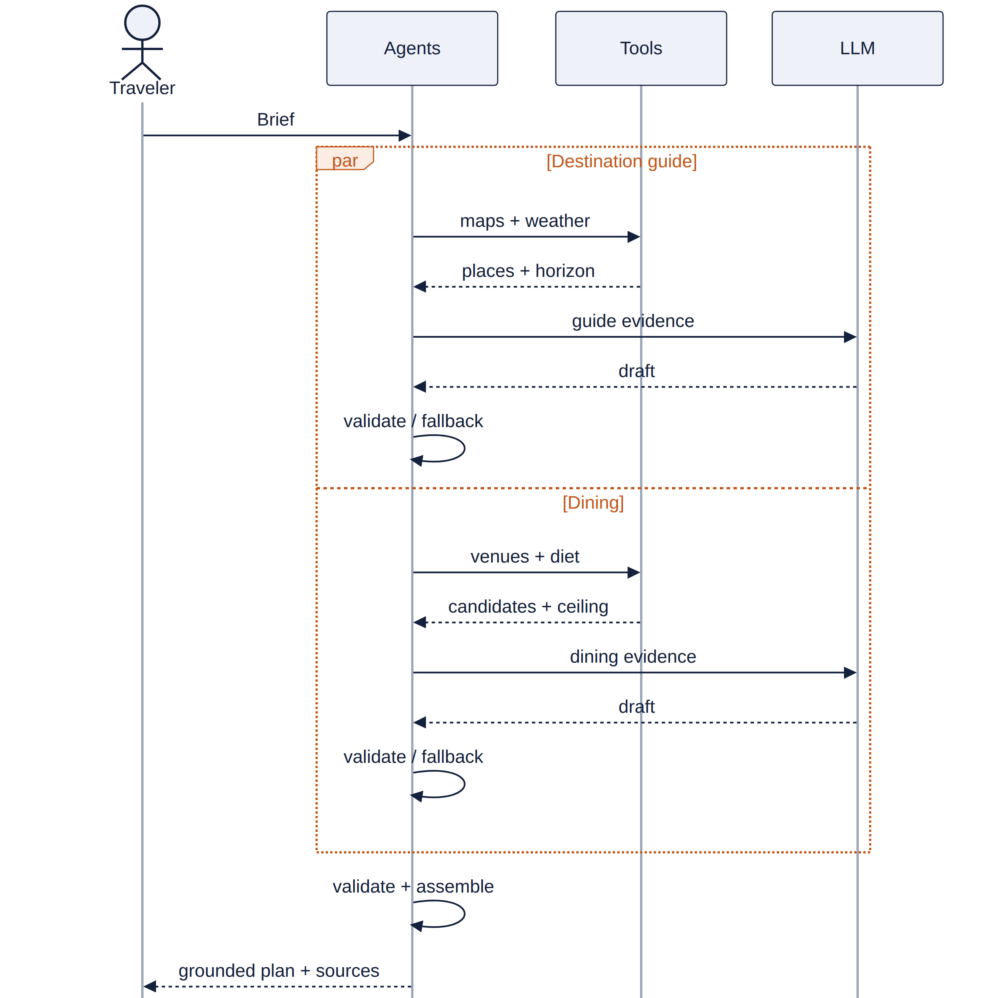 Traveler
Agents
Tools
LLM
Brief
par
[Destination guide]
maps + weather
places + horizon
guide evidence
draft
validate / fallback
[Dining]
venues + diet
candidates + ceiling
dining evidence
draft
validate / fallback
validate + assemble
grounded plan + sources